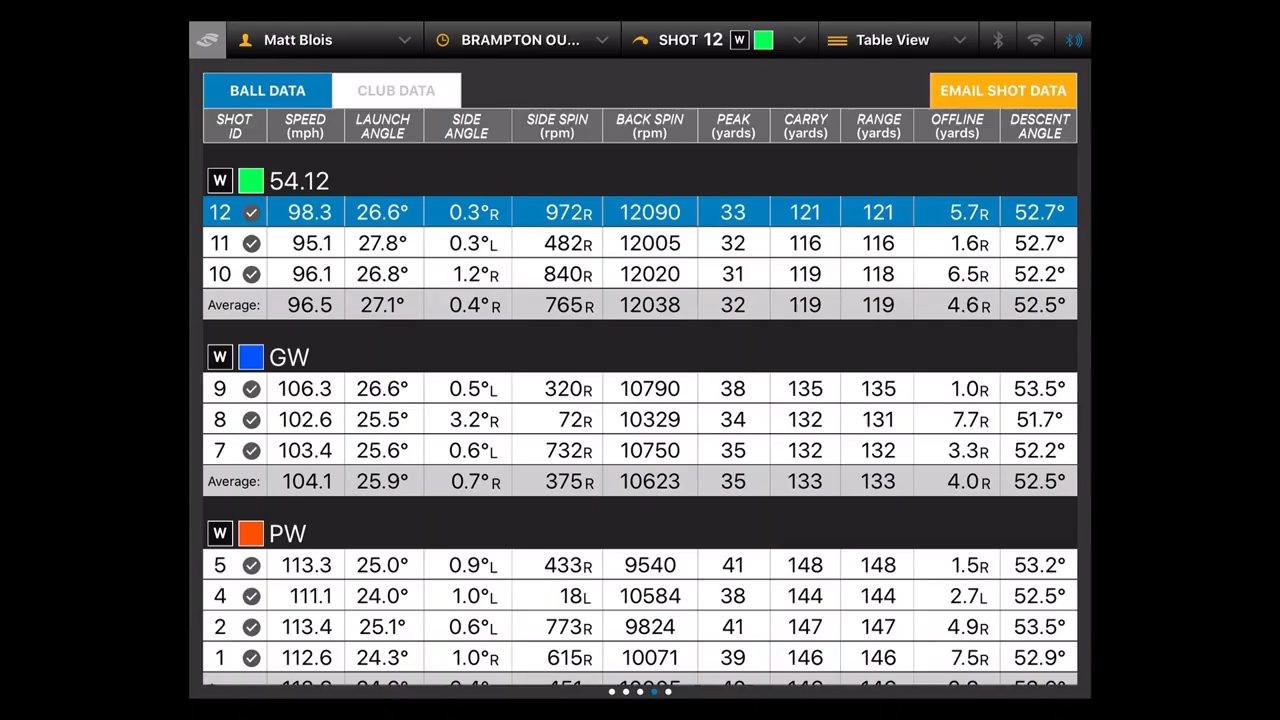 Matt Blois BRAMPTON OU... SHOT 12 W Table View
BALL DATA CLUB DATA EMAIL SHOT DATA
SHOT ID SPEED (mph) LAUNCH ANGLE SIDE ANGLE SIDE SPIN (rpm) BACK SPIN (rpm) PEAK (yards) CARRY (yards) RANGE (yards) OFFLINE (yards) DESCENT ANGLE
W 54.12
12 98.3 26.6° 0.3°R 972R 12090 33 121 121 5.7R 52.7°
11 95.1 27.8° 0.3°L 482R 12005 32 116 116 1.6R 52.7°
10 96.1 26.8° 1.2°R 840R 12020 31 119 118 6.5R 52.2°
Average: 96.5 27.1° 0.4°R 765R 12038 32 119 119 4.6R 52.5°
W GW
9 106.3 26.6° 0.5°L 320R 10790 38 135 135 1.0R 53.5°
8 102.6 25.5° 3.2°R 72R 10329 34 132 131 7.7R 51.7°
7 103.4 25.6° 0.6°L 732R 10750 35 132 132 3.3R 52.2°
Average: 104.1 25.9° 0.7°R 375R 10623 35 133 133 4.0R 52.5°
W PW
5 113.3 25.0° 0.9°L 433R 9540 41 148 148 1.5R 53.2°
4 111.1 24.0° 1.0°L 18L 10584 38 144 144 2.7L 52.5°
2 113.4 25.1° 0.6°L 773R 9824 41 147 147 4.9R 53.5°
1 112.6 24.3° 1.0°R 615R 10071 39 146 146 7.5R 52.9°